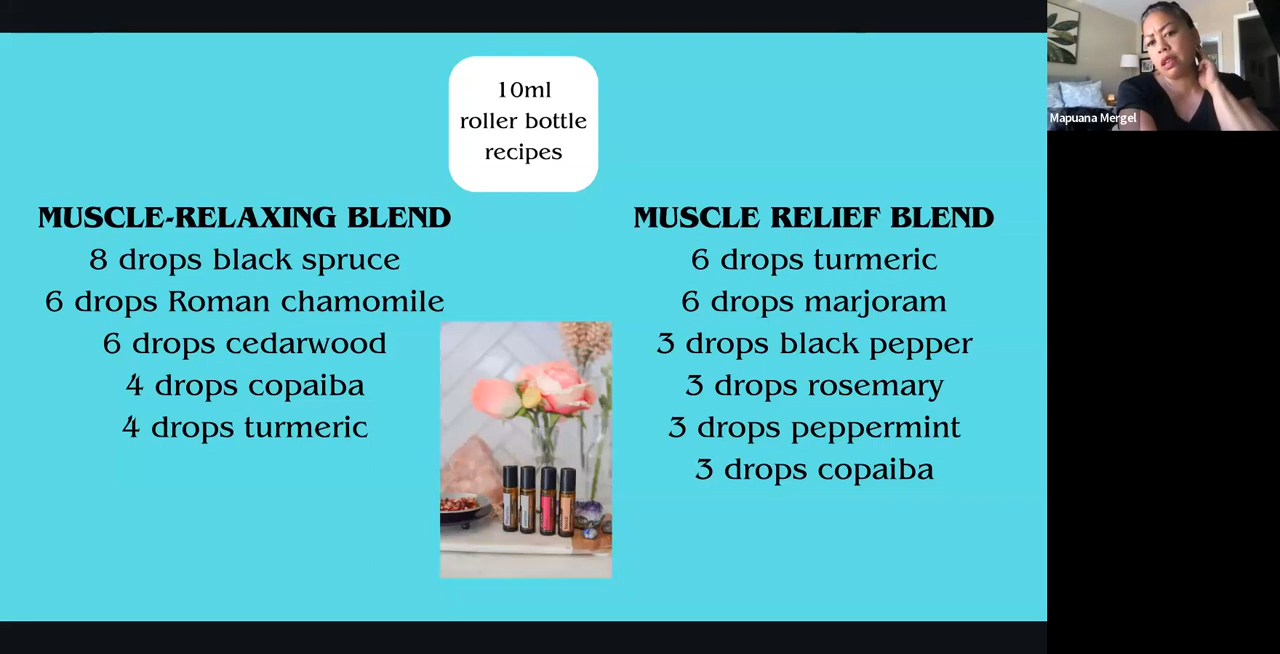 10ml
roller bottle
recipes
MUSCLE-RELAXING BLEND
8 drops black spruce
6 drops Roman chamomile
6 drops cedarwood
4 drops copaiba
4 drops turmeric
MUSCLE RELIEF BLEND
6 drops turmeric
6 drops marjoram
3 drops black pepper
3 drops rosemary
3 drops peppermint
3 drops copaiba
Mapuana Mergel